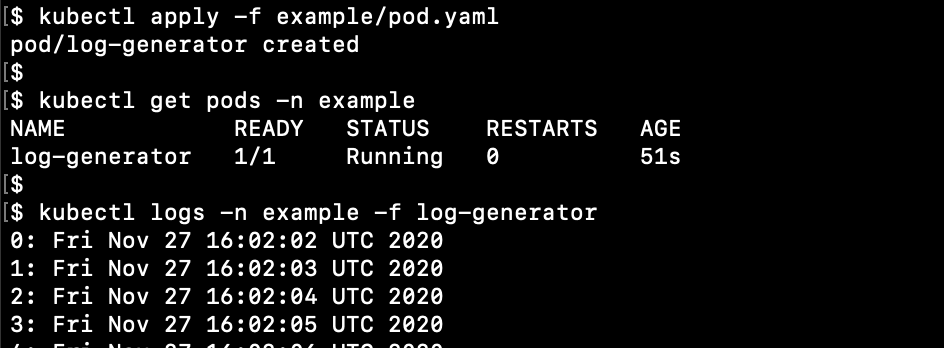 $ kubectl apply -f example/pod.yaml
pod/log-generator created
$
$ kubectl get pods -n example
NAME            READY   STATUS    RESTARTS   AGE
log-generator   1/1     Running   0          51s
$
$ kubectl logs -n example -f log-generator
0: Fri Nov 27 16:02:02 UTC 2020
1: Fri Nov 27 16:02:03 UTC 2020
2: Fri Nov 27 16:02:04 UTC 2020
3: Fri Nov 27 16:02:05 UTC 2020